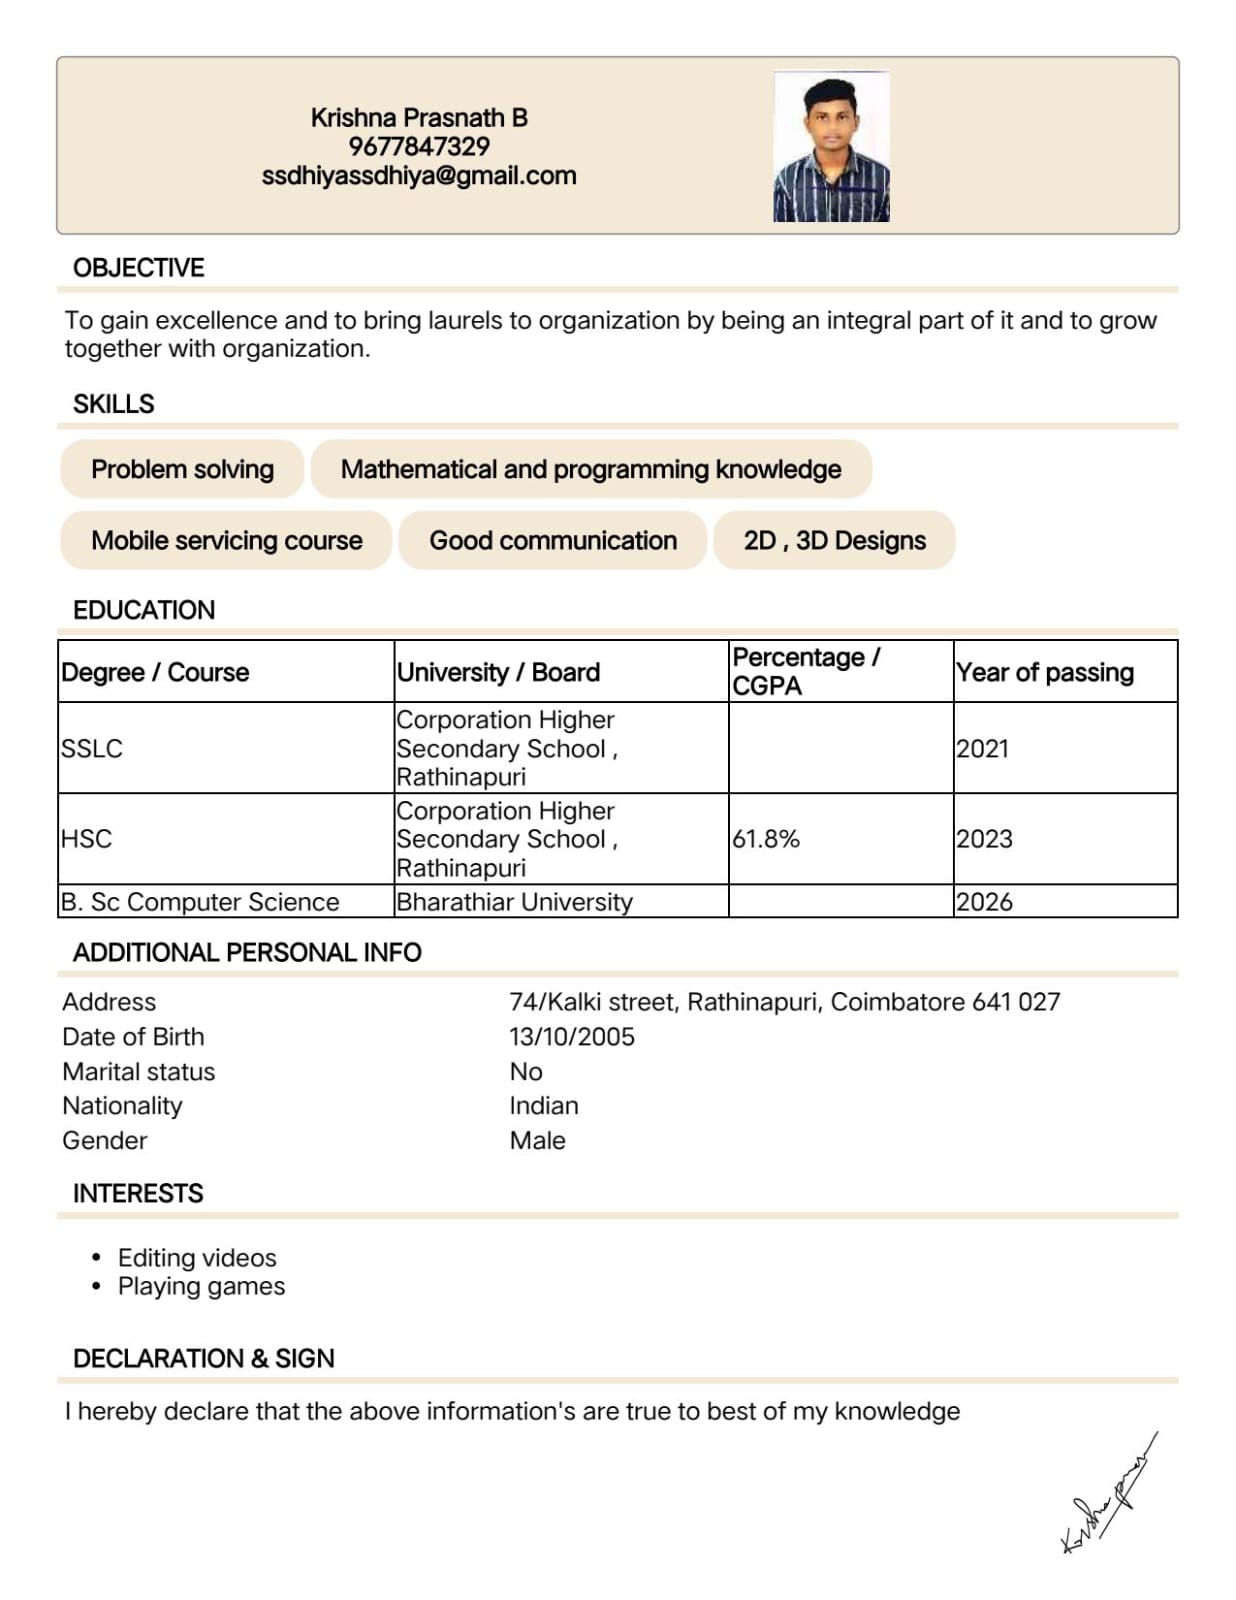 Krishna Prasnath B
9677847329
ssdhiyassdhiya@gmail.com
OBJECTIVE
To gain excellence and to bring laurels to organization by being an integral part of it and to grow
together with organization.
SKILLS
Problem solving
Mathematical and programming knowledge
Mobile servicing course
Good communication
2D , 3D Designs
EDUCATION
Degree / Course University / Board Percentage / CGPA Year of passing
SSLC Corporation Higher Secondary School , Rathinapuri 2021
HSC Corporation Higher Secondary School , Rathinapuri 61.8% 2023
B. Sc Computer Science Bharathiar University 2026
ADDITIONAL PERSONAL INFO
Address 74/Kalki street, Rathinapuri, Coimbatore 641 027
Date of Birth 13/10/2005
Marital status No
Nationality Indian
Gender Male
INTERESTS
• Editing videos
• Playing games
DECLARATION & SIGN
I hereby declare that the above information's are true to best of my knowledge
Krishna